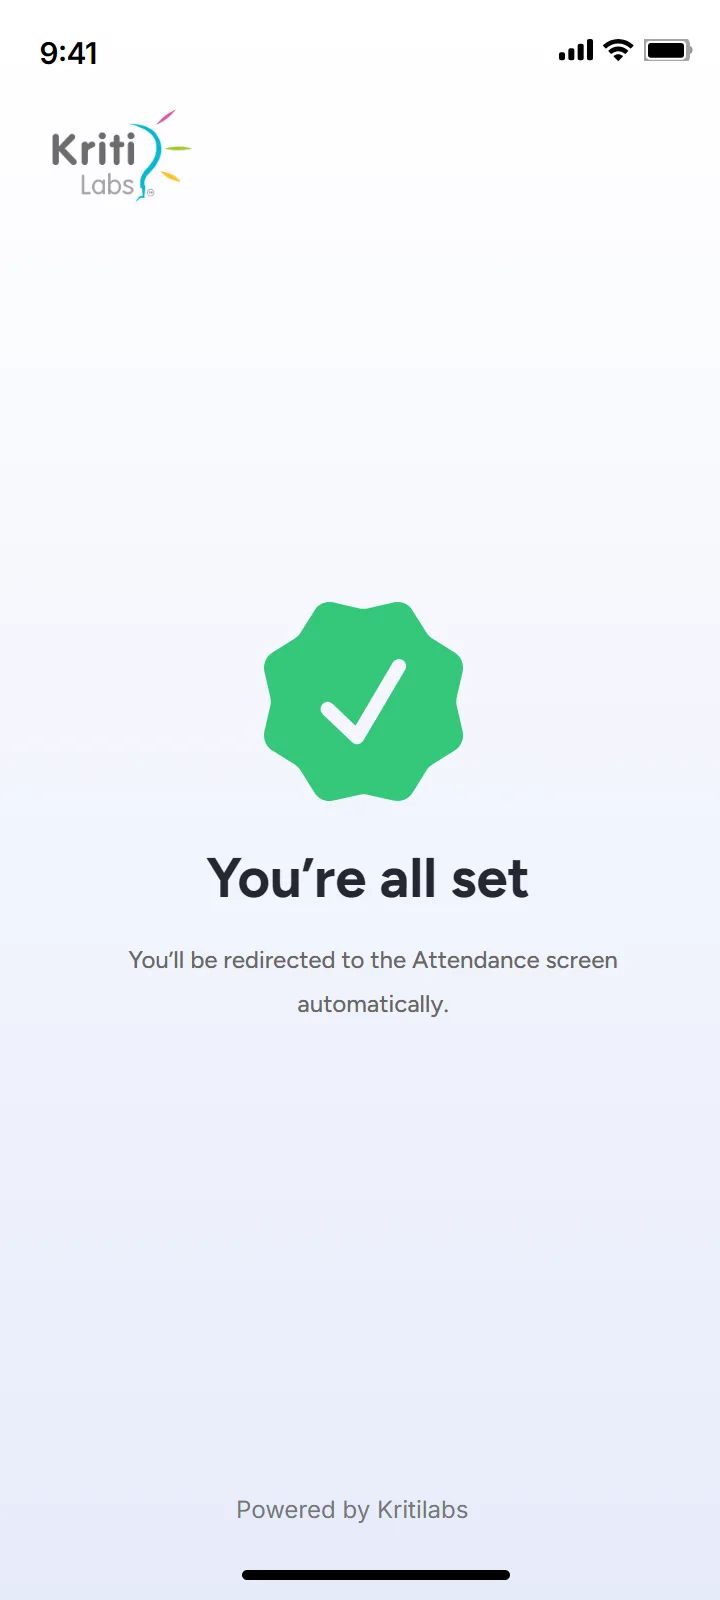 9:41
Kriti
Labs
You’re all set
You’ll be redirected to the Attendance screen
automatically.
Powered by Kritilabs